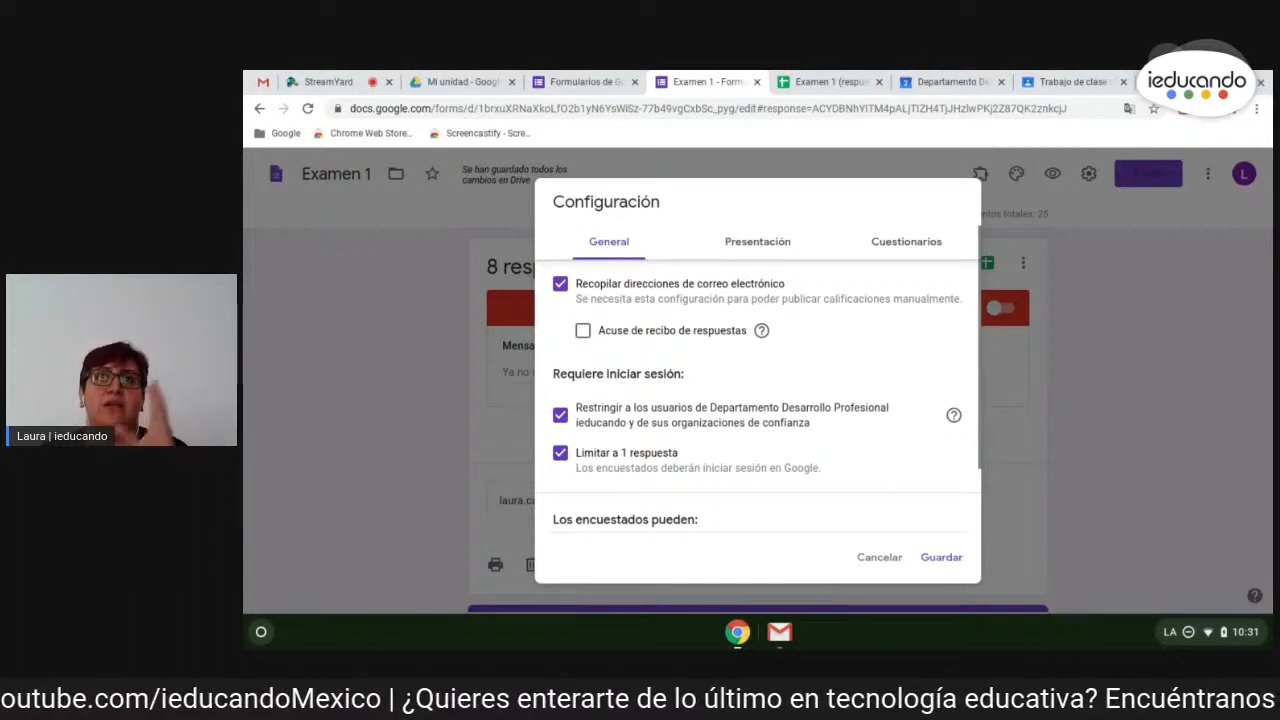 ieducando
StreamYard
Mi unidad - Googl
Formularios de G
Examen 1 - Form
Examen 1 (respu
Departamento De
Trabajo de clase
docs.google.com/forms/d/1brxuXRNaXkoLfO2b1yN6YsWiSz-77b49vgCxbSc_pyg/edit#response=ACYDBNhYlTM4pALjTlZH4TjJHzlwPKj2Z87QK2znkcjJ
Google
Chrome Web Store...
Screencastify - Scre...
Examen 1
Se han guardado todos los
cambios en Drive
L
ntos totales: 25
8 resp
Mensa
Ya no
laura.ca
Configuración
General
Presentación
Cuestionarios
Recopilar direcciones de correo electrónico
Se necesita esta configuración para poder publicar calificaciones manualmente.
Acuse de recibo de respuestas
Requiere iniciar sesión:
Restringir a los usuarios de Departamento Desarrollo Profesional
ieducando y de sus organizaciones de confianza
Limitar a 1 respuesta
Los encuestados deberán iniciar sesión en Google.
Los encuestados pueden:
Cancelar
Guardar
Laura | ieducando
LA
10:31
outube.com/ieducandoMexico | ¿Quieres enterarte de lo último en tecnología educativa? Encuéntranos